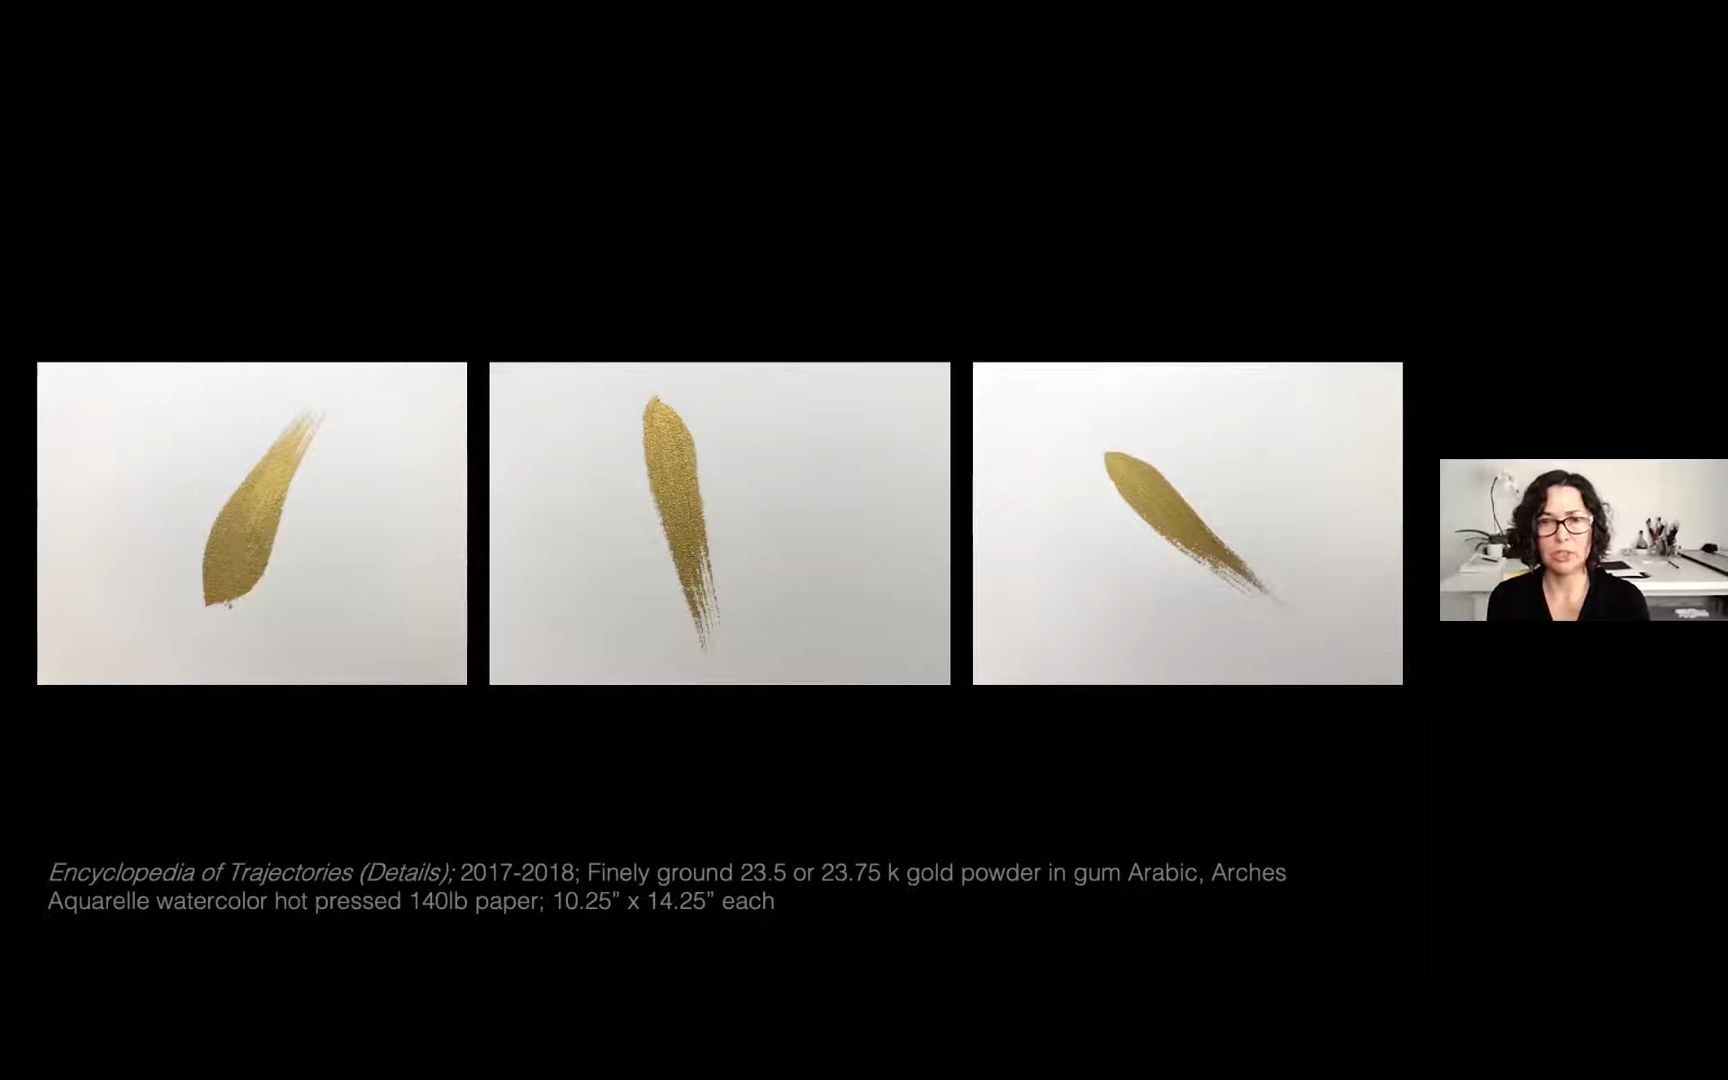 Encyclopedia of Trajectories (Details); 2017-2018; Finely ground 23.5 or 23.75 k gold powder in gum Arabic, Arches
Aquarelle watercolor hot pressed 140lb paper; 10.25” x 14.25” each